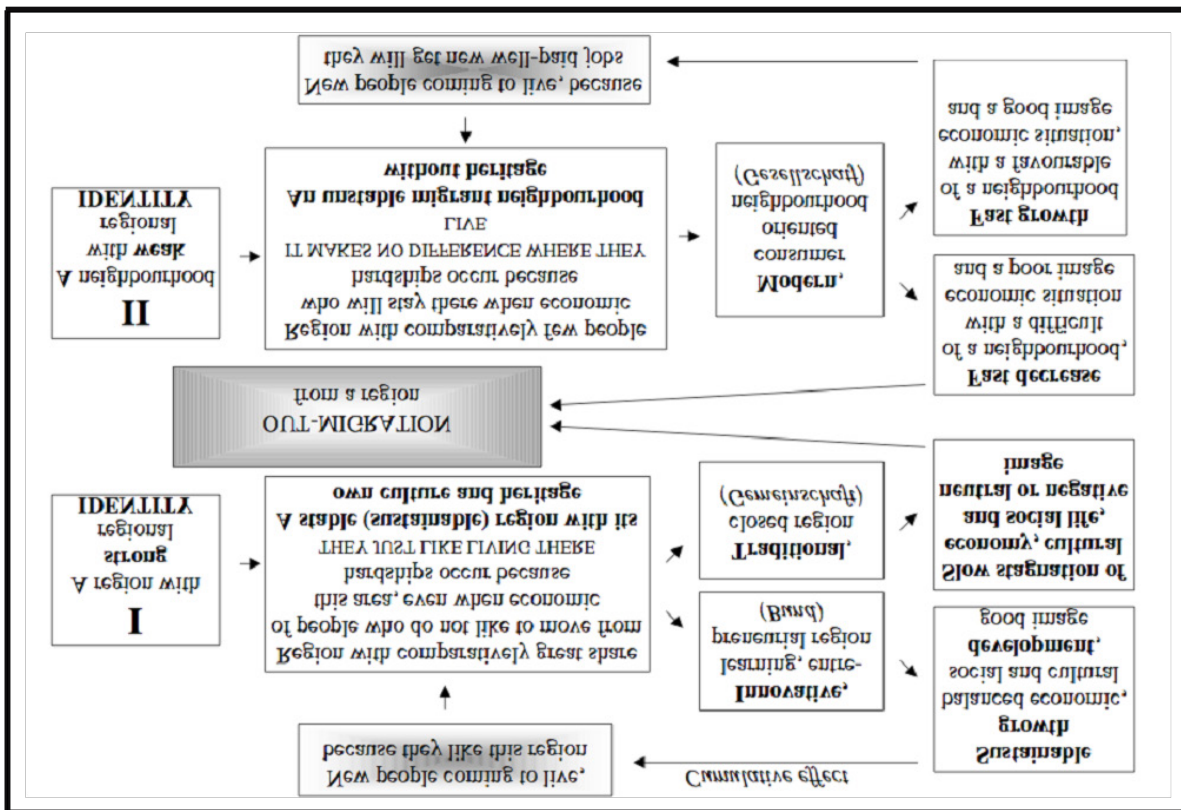 New people coming to live,
because they like this region
Cumulative effect
I
A region with
strong
regional
IDENTITY
Region with comparatively great share
of people who do not like to move from
this area, even when economic
hardships occur because
THEY JUST LIKE LIVING THERE
A stable (sustainable) region with its
own culture and heritage
Innovative,
learning, entre-
preneurial region
(Bund)
Sustainable
growth
balanced economic,
social and cultural
development,
good image
Traditional,
closed region
(Gemeinschaft)
Slow stagnation of
economy, cultural
and social life,
neutral or negative
image
OUT-MIGRATION
from a region
II
A neighbourhood
with weak
regional
IDENTITY
Region with comparatively few people
who will stay there when economic
hardships occur because
IT MAKES NO DIFFERENCE WHERE THEY
LIVE
An unstable migrant neighbourhood
without heritage
Modern,
consumer
oriented
neighbourhood
(Gesellschaft)
Fast decrease
of a neighbourhood,
with a difficult
economic situation
and a poor image
Fast growth
of a neighbourhood
with a favourable
economic situation,
and a good image
New people coming to live, because
they will get new well-paid jobs